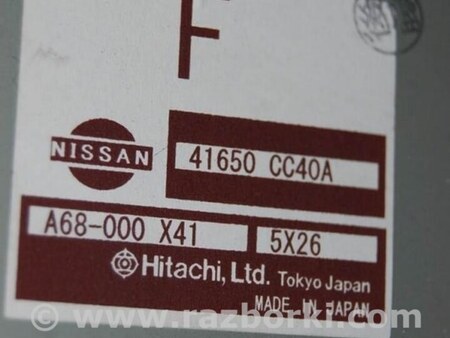 F
NISSAN
41650 CC40A
A68-000 X41
5X26
Hitachi, Ltd. Tokyo Japan
MADE IN JAPAN
www.razborki.com